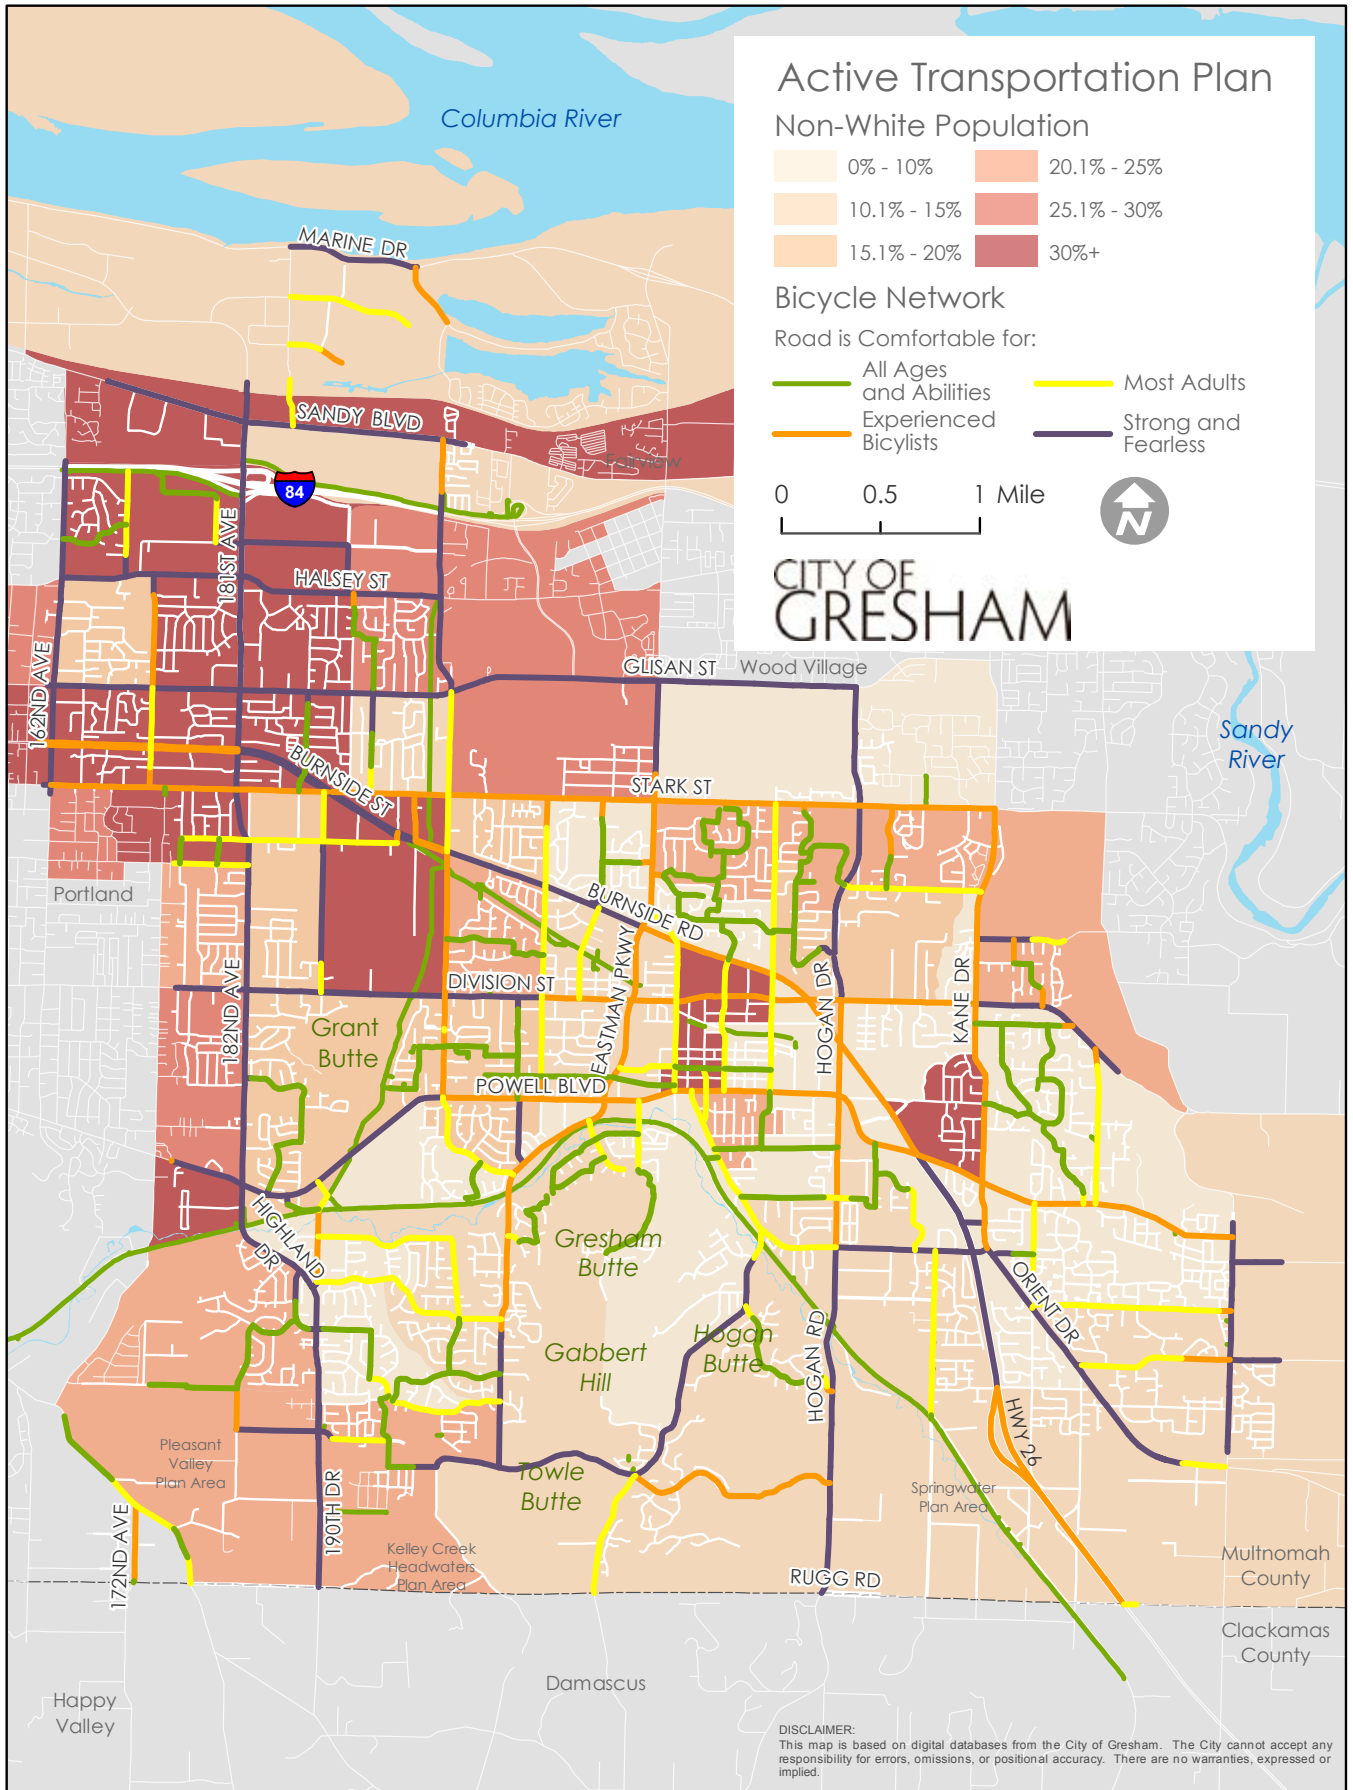 Active Transportation Plan
Non-White Population
0% - 10%
20.1% - 25%
10.1% - 15%
25.1% - 30%
15.1% - 20%
30%+
Bicycle Network
Road is Comfortable for:
All Ages
and Abilities
Most Adults
Experienced
Bicylists
Strong and
Fearless
0 0.5 1 Mile
N
CITY OF
GRESHAM
Columbia River
MARINE DR
SANDY BLVD
Fairview
84
181ST AVE
HALSEY ST
162ND AVE
GLISAN ST
Wood Village
Sandy
River
BURNSIDE ST
STARK ST
Portland
BURNSIDE RD
EASTMAN PKWY
182ND AVE
DIVISION ST
HOGAN DR
KANE DR
Grant
Butte
POWELL BLVD
HIGHLAND
DR
Gresham
Butte
ORIENT DR
Gabbert
Hill
Hogan
Butte
HOGAN RD
HWY 26
Pleasant
Valley
Plan Area
Towle
Butte
Springwater
Plan Area
190TH DR
172ND AVE
Kelley Creek
Headwaters
Plan Area
RUGG RD
Multnomah
County
Clackamas
County
Damascus
Happy
Valley
DISCLAIMER:
This map is based on digital databases from the City of Gresham. The City cannot accept any
responsibility for errors, omissions, or positional accuracy. There are no warranties, expressed or
implied.